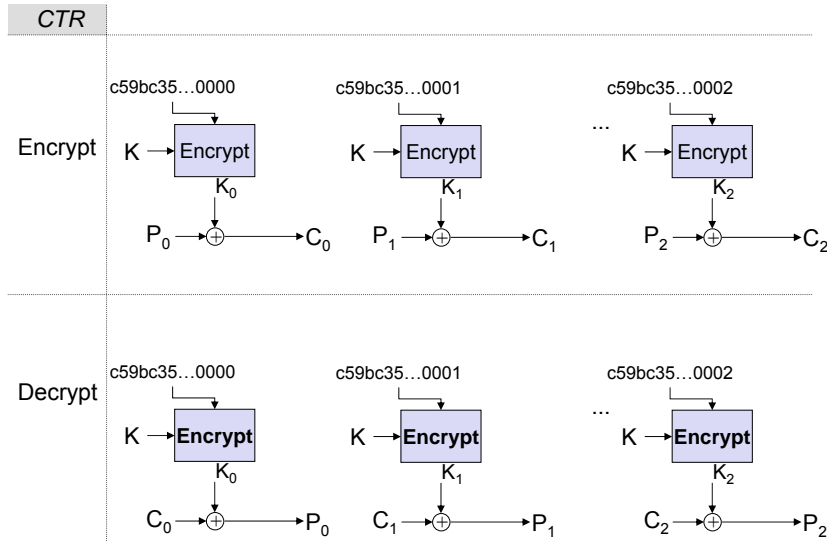 CTR
c59bc35…0000 c59bc35…0001 c59bc35…0002
...
Encrypt K Encrypt K Encrypt K Encrypt
K₀ K₁ K₂
P₀ + C₀ P₁ + C₁ P₂ + C₂
c59bc35…0000 c59bc35…0001 c59bc35…0002
Decrypt
...
K Encrypt K Encrypt K Encrypt
K₀ K₁ K₂
C₀ + P₀ C₁ + P₁ C₂ + P₂